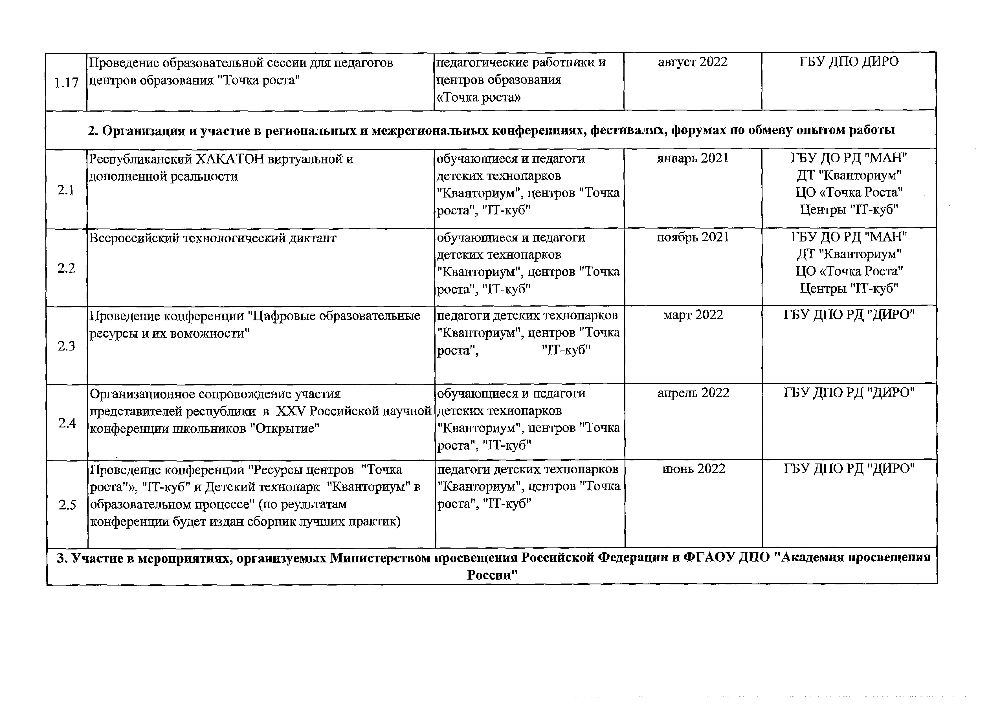 1.17
Проведение образовательной сессии для педагогов
центров образования "Точка роста"
педагогические работники и
центров образования
«Точка роста»
август 2022
ГБУ ДПО ДИРО
2. Организация и участие в региональных и межрегиональных конференциях, фестивалях, форумах по обмену опытом работы
2.1
Республиканский ХАКАТОН виртуальной и
дополненной реальности
обучающиеся и педагоги
детских технопарков
"Кванториум", центров "Точка
роста", "IT-куб"
январь 2021
ГБУ ДО РД "МАН"
ДТ "Кванториум"
ЦО «Точка Роста"
Центры "IT-куб"
2.2
Всероссийский технологический диктант
обучающиеся и педагоги
детских технопарков
"Кванториум", центров "Точка
роста", "IT-куб"
ноябрь 2021
ГБУ ДО РД "МАН"
ДТ "Кванториум"
ЦО «Точка Роста"
Центры "IT-куб"
2.3
Проведение конференции "Цифровые образовательные
ресурсы и их воможности"
педагоги детских технопарков
"Кванториум", центров "Точка
роста", "IT-куб"
март 2022
ГБУ ДПО РД "ДИРО"
2.4
Организационное сопровождение участия
представителей республики в XXV Российской научной
конференции школьников "Открытие"
обучающиеся и педагоги
детских технопарков
"Кванториум", центров "Точка
роста", "IT-куб"
апрель 2022
ГБУ ДПО РД "ДИРО"
2.5
Проведение конференции "Ресурсы центров "Точка
роста"», "IT-куб" и Детский технопарк "Кванториум" в
образовательном процессе" (по реультатам
конференции будет издан сборник лучших практик)
педагоги детских технопарков
"Кванториум", центров "Точка
роста", "IT-куб"
июнь 2022
ГБУ ДПО РД "ДИРО"
3. Участие в мероприятиях, организуемых Министерством просвещения Российской Федерации и ФГАОУ ДПО "Академия просвещения
России"